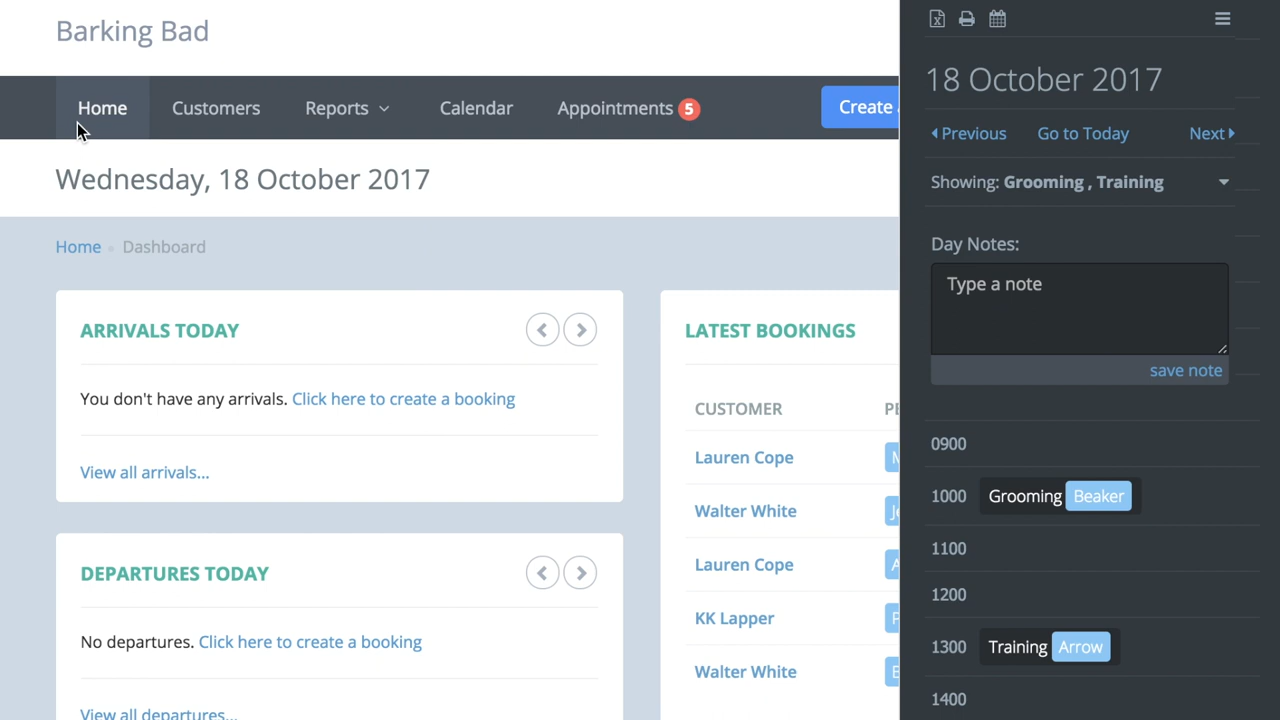 Barking Bad
Home
Customers
Reports
Calendar
Appointments 5
Create
Wednesday, 18 October 2017
Home
Dashboard
ARRIVALS TODAY
You don't have any arrivals. Click here to create a booking
View all arrivals...
DEPARTURES TODAY
No departures. Click here to create a booking
View all departures...
LATEST BOOKINGS
CUSTOMER
Lauren Cope
Walter White
Lauren Cope
KK Lapper
Walter White
18 October 2017
Previous
Go to Today
Next
Showing: Grooming , Training
Day Notes:
Type a note
save note
0900
1000 Grooming Beaker
1100
1200
1300 Training Arrow
1400